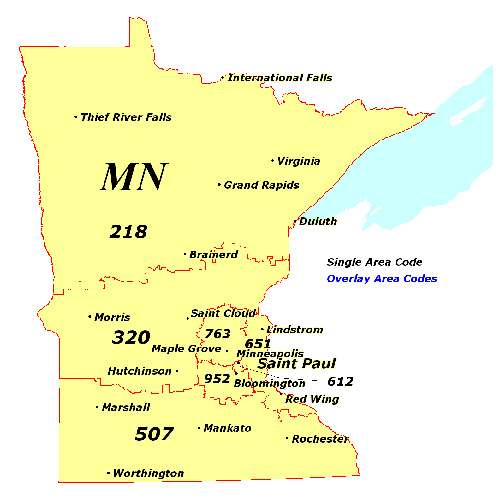 International Falls
Thief River Falls
Virginia
MN
Grand Rapids
Duluth
218
Brainerd
Single Area Code
Overlay Area Codes
Saint Cloud
Morris
Lindstrom
320
763
651
Maple Grove
Minneapolis
Saint Paul
Hutchinson
952
Bloomington
612
Red Wing
Marshall
507
Mankato
Rochester
Worthington